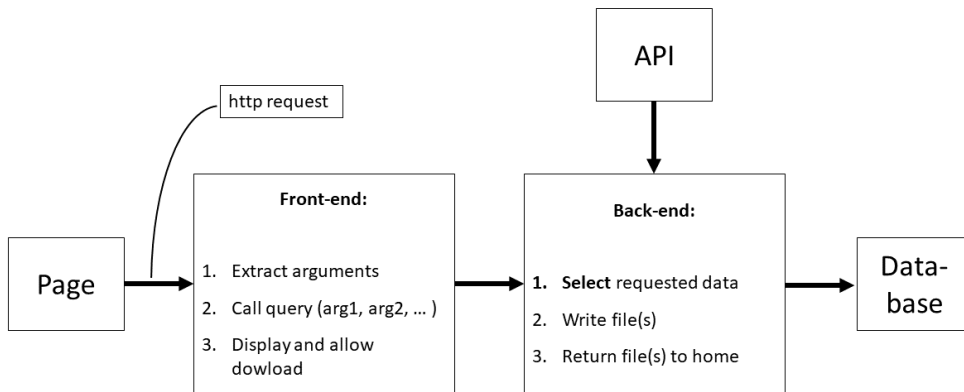 API
http request
Front-end:
1. Extract arguments
2. Call query (arg1, arg2, ... )
3. Display and allow
dowload
Back-end:
1. Select requested data
2. Write file(s)
3. Return file(s) to home
Page
Data-
base